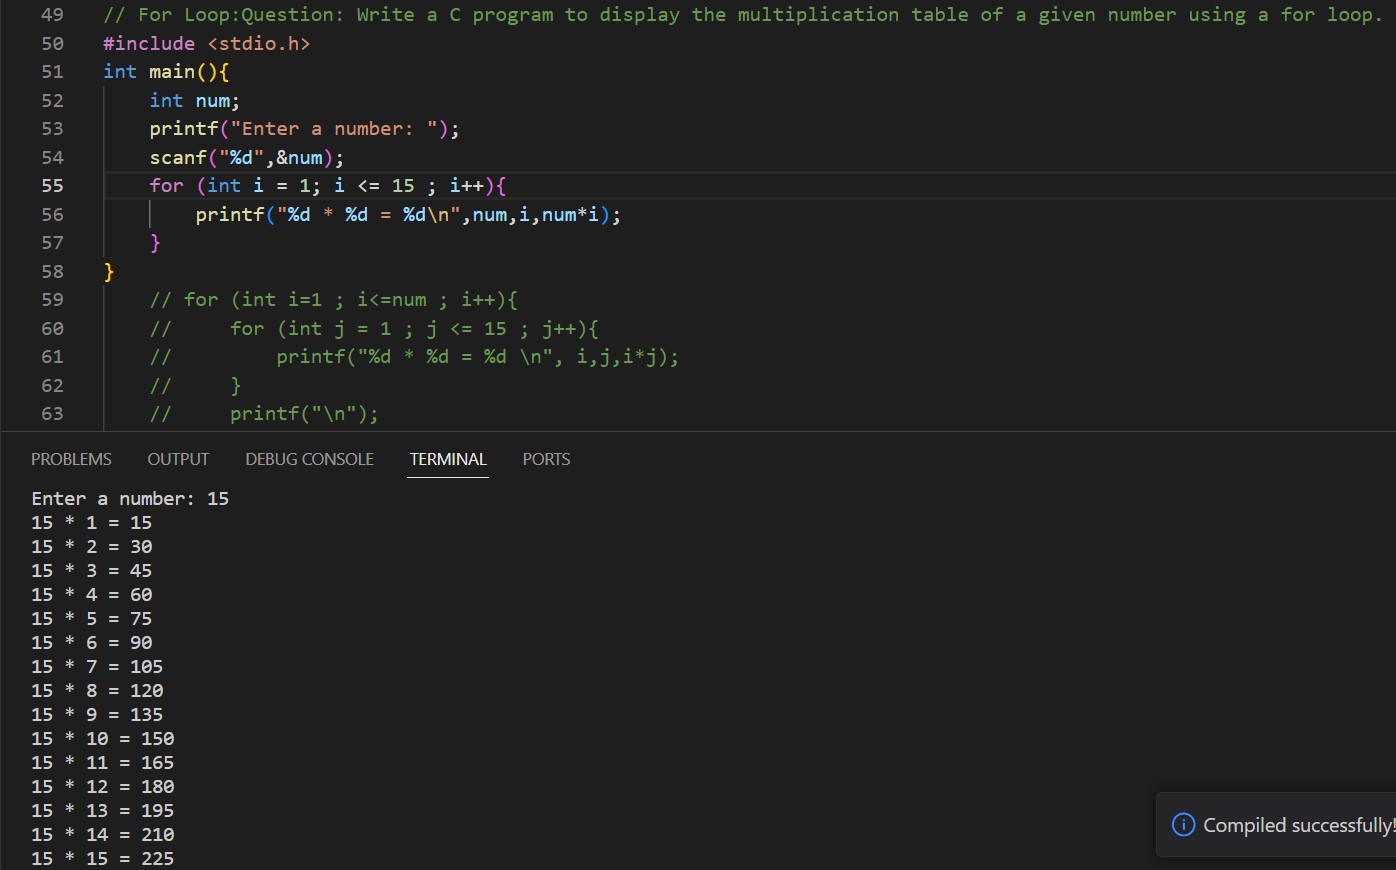 49 // For Loop:Question: Write a C program to display the multiplication table of a given number using a for loop.
50 #include <stdio.h>
51 int main(){
52     int num;
53     printf("Enter a number: ");
54     scanf("%d",&num);
55     for (int i = 1; i <= 15 ; i++){
56         printf("%d * %d = %d\n",num,i,num*i);
57     }
58 }
59     // for (int i=1 ; i<=num ; i++){
60     //     for (int j = 1 ; j <= 15 ; j++){
61     //         printf("%d * %d = %d \n", i,j,i*j);
62     //     }
63     //     printf("\n");
PROBLEMS OUTPUT DEBUG CONSOLE TERMINAL PORTS
Enter a number: 15
15 * 1 = 15
15 * 2 = 30
15 * 3 = 45
15 * 4 = 60
15 * 5 = 75
15 * 6 = 90
15 * 7 = 105
15 * 8 = 120
15 * 9 = 135
15 * 10 = 150
15 * 11 = 165
15 * 12 = 180
15 * 13 = 195
15 * 14 = 210
15 * 15 = 225
Compiled successfully!